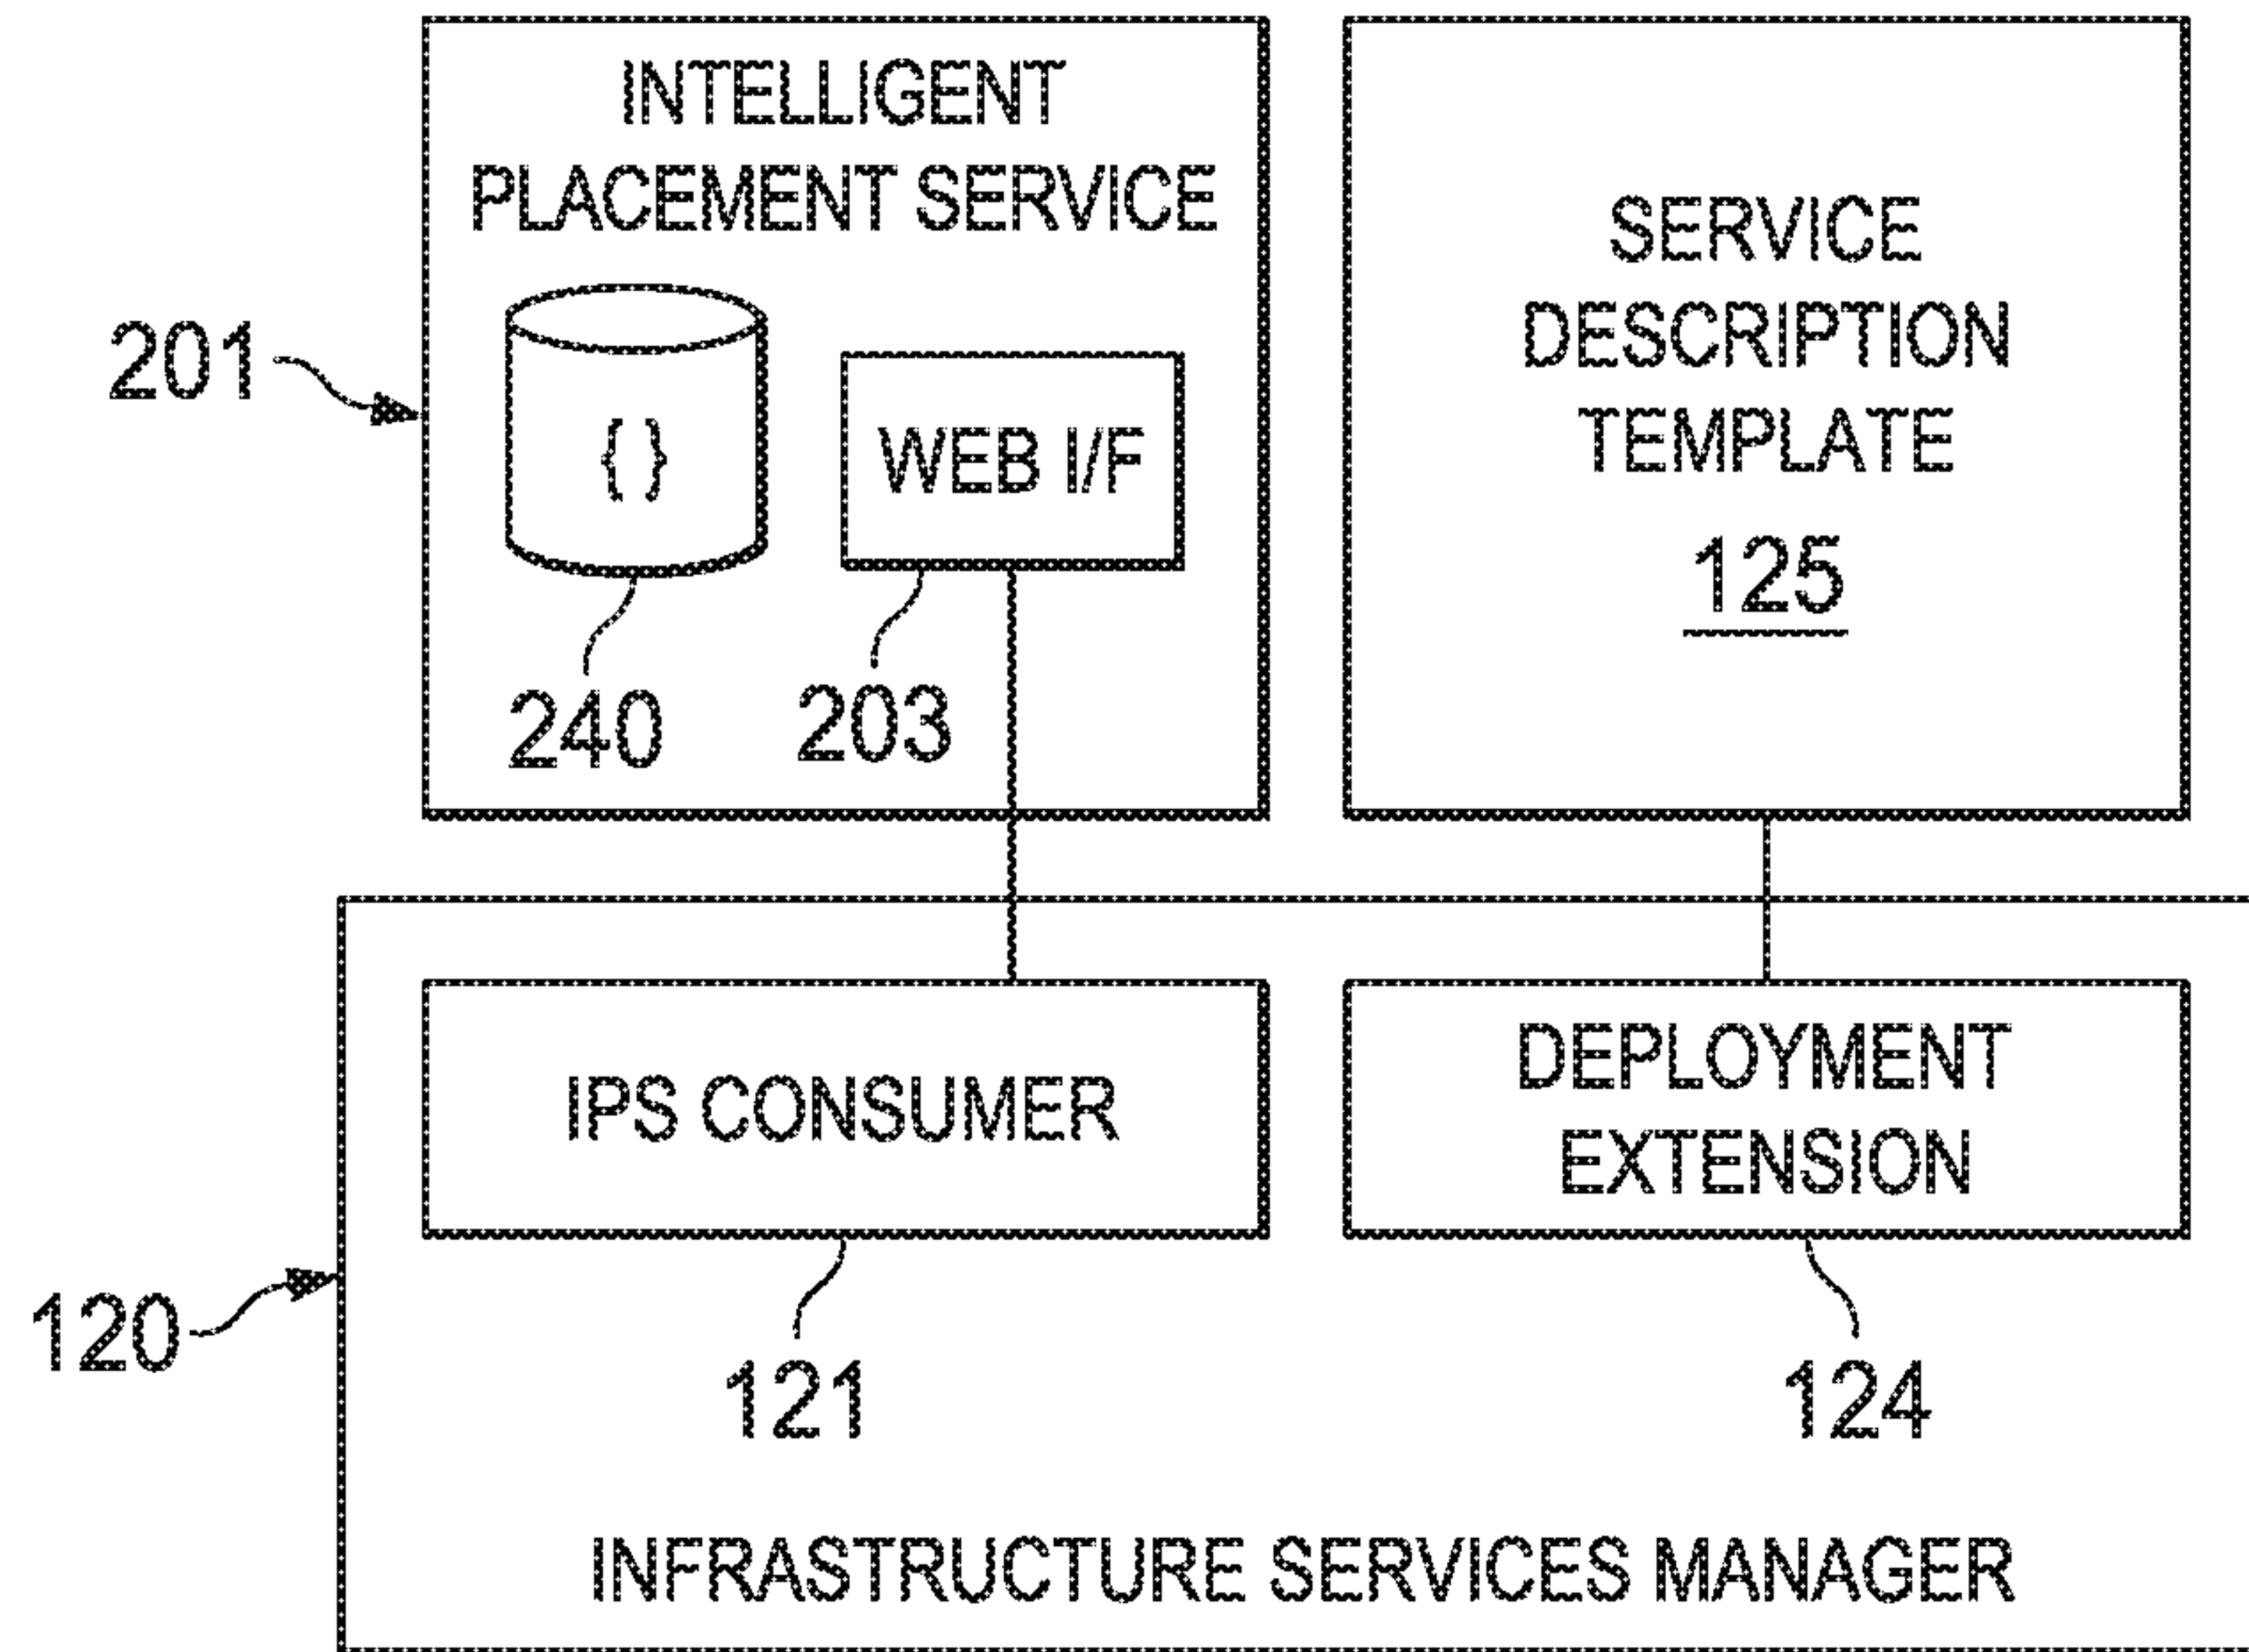 INTELLIGENT
PLACEMENT SERVICE
{ }
WEB I/F
201
240
203
SERVICE
DESCRIPTION
TEMPLATE
125
IPS CONSUMER
DEPLOYMENT
EXTENSION
120
121
124
INFRASTRUCTURE SERVICES MANAGER